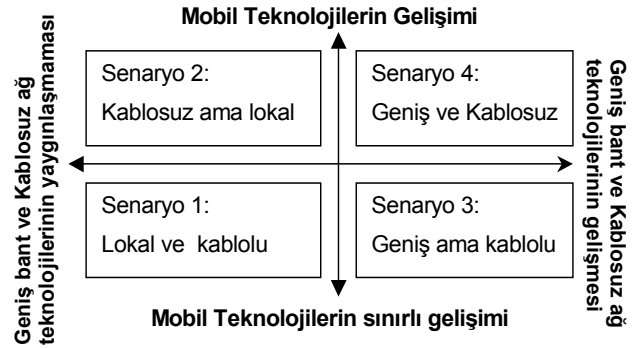 Mobil Teknolojilerin Gelişimi
Geniş bant ve Kablosuz ağ
teknolojilerinin yaygınlaşmaması
Senaryo 2:
Kablosuz ama lokal
Senaryo 4:
Geniş ve Kablosuz
Senaryo 1:
Lokal ve kablolu
Senaryo 3:
Geniş ama kablolu
Geniş bant ve Kablosuz ağ
teknolojilerinin gelişmesi
Mobil Teknolojilerin sınırlı gelişimi